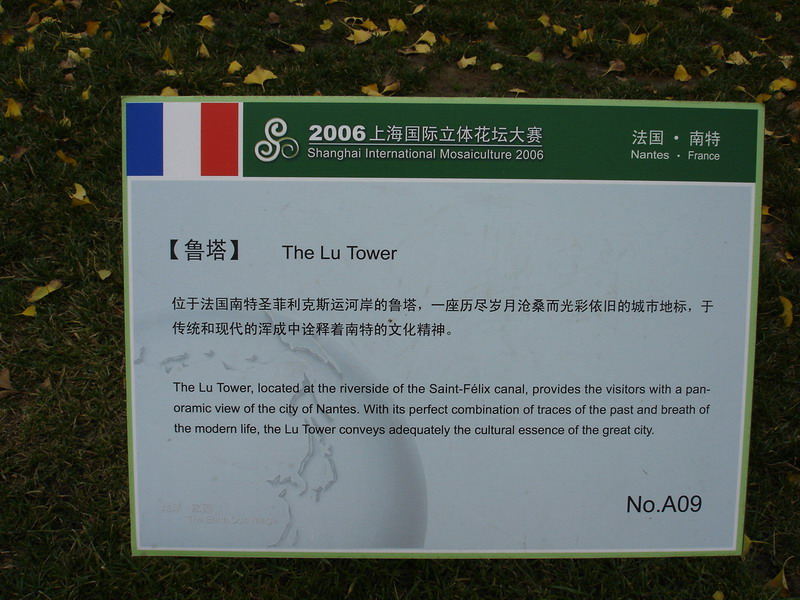 2006上海国际立体花坛大赛
Shanghai International Mosaiculture 2006
法国·南特
Nantes · France
【鲁塔】 The Lu Tower
位于法国南特圣菲利克斯运河岸的鲁塔，一座历尽岁月沧桑而光彩依旧的城市地标，于
传统和现代的浑成中诠释着南特的文化精神。
The Lu Tower, located at the riverside of the Saint-Félix canal, provides the visitors with a pan-
oramic view of the city of Nantes. With its perfect combination of traces of the past and breath of
the modern life, the Lu Tower conveys adequately the cultural essence of the great city.
No.A09